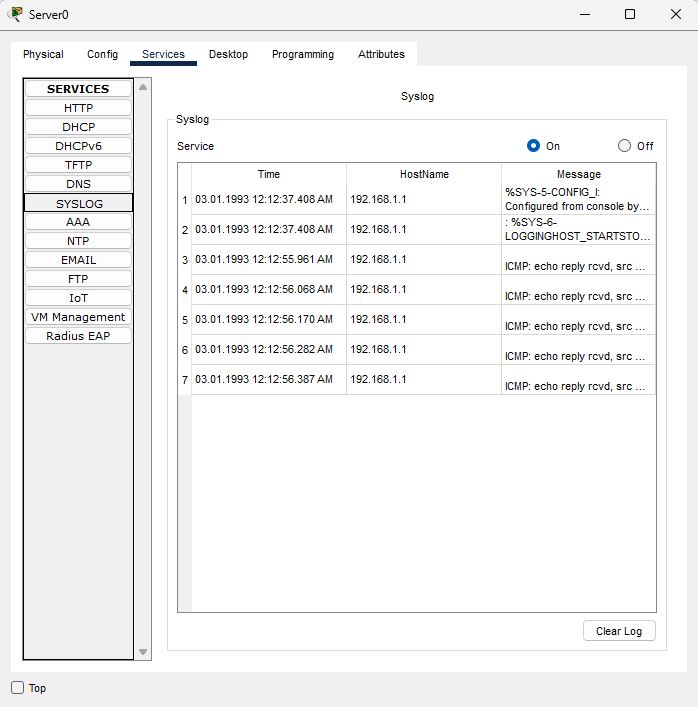 Server0
Physical Config Services Desktop Programming Attributes
SERVICES
HTTP
DHCP
DHCPv6
TFTP
DNS
SYSLOG
AAA
NTP
EMAIL
FTP
IoT
VM Management
Radius EAP
Syslog
Syslog
Service On Off
Time HostName Message
1 03.01.1993 12:12:37.408 AM 192.168.1.1 %SYS-5-CONFIG_I:
Configured from console by...
2 03.01.1993 12:12:37.408 AM 192.168.1.1 : %SYS-6-
LOGGINGHOST_STARTSTO...
3 03.01.1993 12:12:55.961 AM 192.168.1.1 ICMP: echo reply rcvd, src ...
4 03.01.1993 12:12:56.068 AM 192.168.1.1 ICMP: echo reply rcvd, src ...
5 03.01.1993 12:12:56.170 AM 192.168.1.1 ICMP: echo reply rcvd, src ...
6 03.01.1993 12:12:56.282 AM 192.168.1.1 ICMP: echo reply rcvd, src ...
7 03.01.1993 12:12:56.387 AM 192.168.1.1 ICMP: echo reply rcvd, src ...
Clear Log
Top